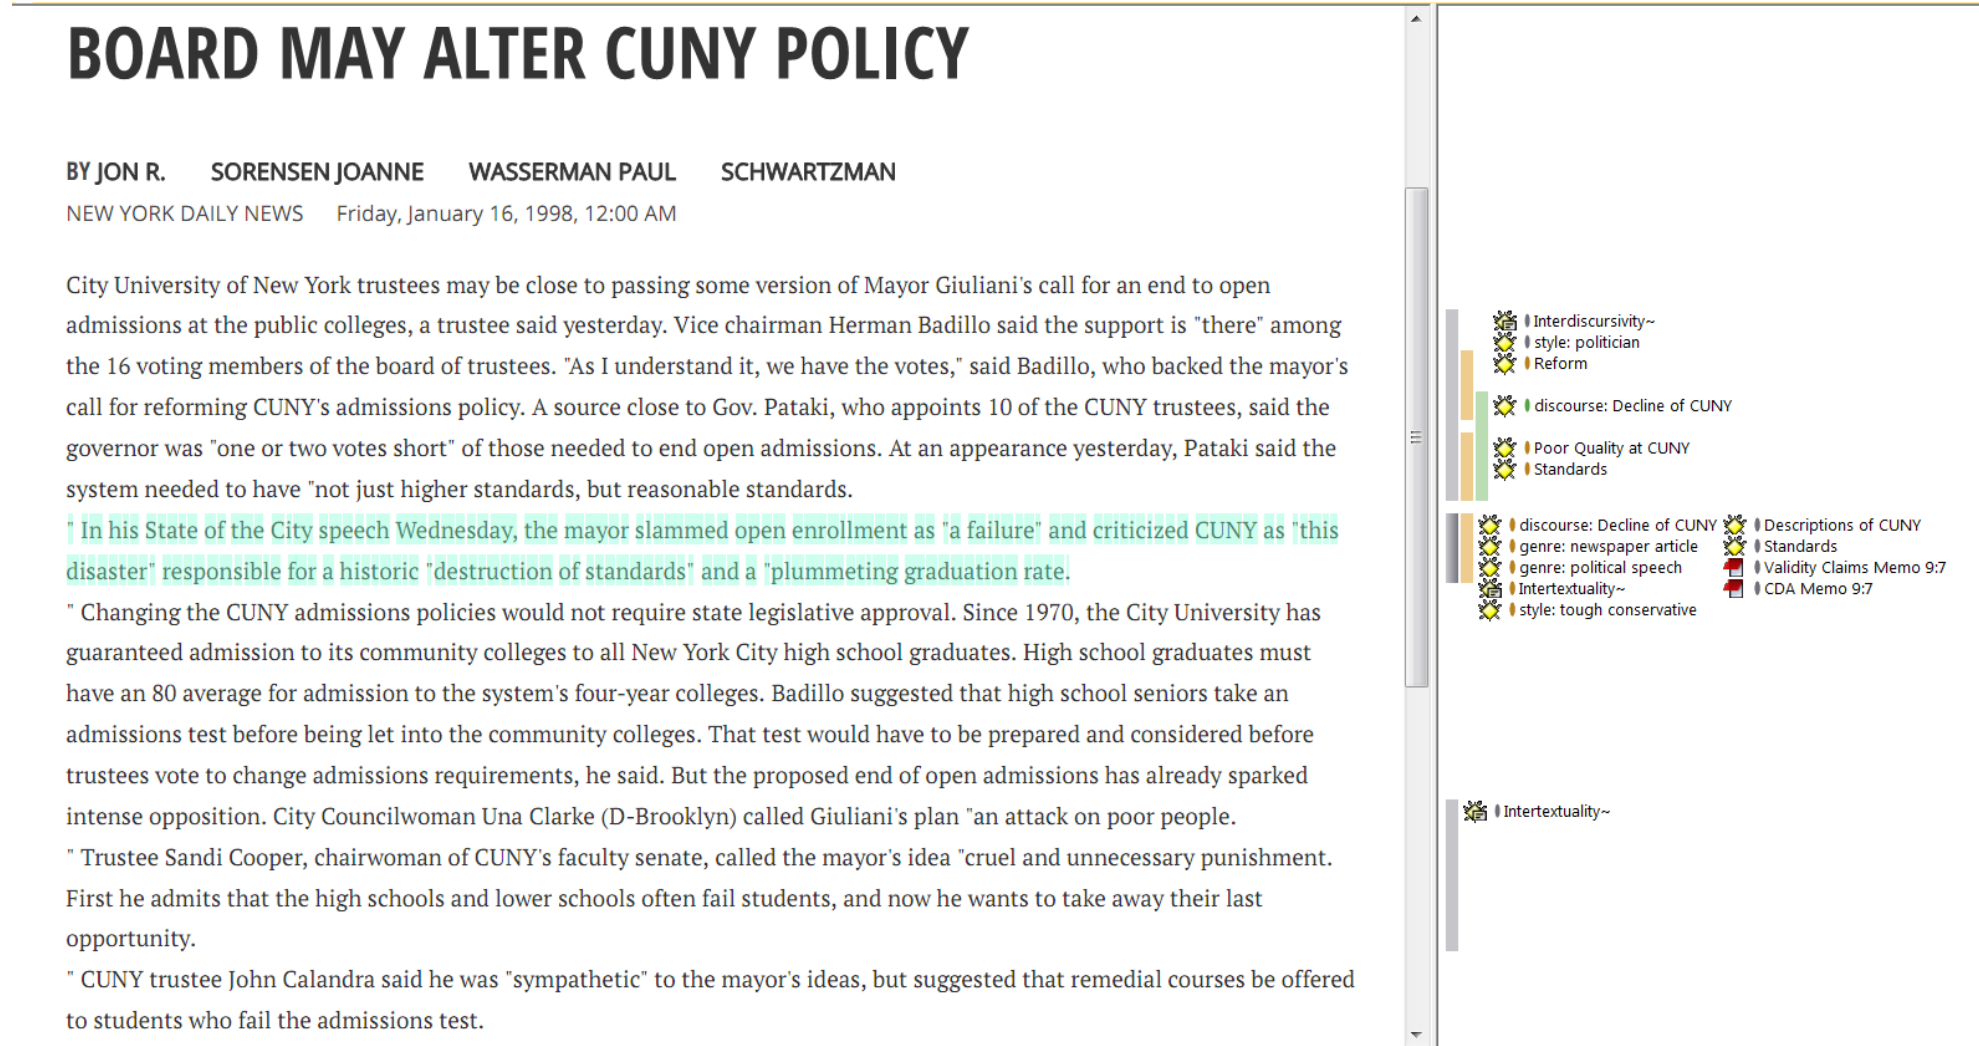 BOARD MAY ALTER CUNY POLICY
BY JON R. SORENSEN JOANNE WASSERMAN PAUL SCHWARTZMAN
NEW YORK DAILY NEWS Friday, January 16, 1998, 12:00 AM
City University of New York trustees may be close to passing some version of Mayor Giuliani's call for an end to open
admissions at the public colleges, a trustee said yesterday. Vice chairman Herman Badillo said the support is "there" among
the 16 voting members of the board of trustees. "As I understand it, we have the votes," said Badillo, who backed the mayor's
call for reforming CUNY's admissions policy. A source close to Gov. Pataki, who appoints 10 of the CUNY trustees, said the
governor was "one or two votes short" of those needed to end open admissions. At an appearance yesterday, Pataki said the
system needed to have "not just higher standards, but reasonable standards.
" In his State of the City speech Wednesday, the mayor slammed open enrollment as "a failure" and criticized CUNY as "this
disaster" responsible for a historic "destruction of standards" and a "plummeting graduation rate.
" Changing the CUNY admissions policies would not require state legislative approval. Since 1970, the City University has
guaranteed admission to its community colleges to all New York City high school graduates. High school graduates must
have an 80 average for admission to the system's four-year colleges. Badillo suggested that high school seniors take an
admissions test before being let into the community colleges. That test would have to be prepared and considered before
trustees vote to change admissions requirements, he said. But the proposed end of open admissions has already sparked
intense opposition. City Councilwoman Una Clarke (D-Brooklyn) called Giuliani's plan "an attack on poor people.
" Trustee Sandi Cooper, chairwoman of CUNY's faculty senate, called the mayor's idea "cruel and unnecessary punishment.
First he admits that the high schools and lower schools often fail students, and now he wants to take away their last
opportunity.
" CUNY trustee John Calandra said he was "sympathetic" to the mayor's ideas, but suggested that remedial courses be offered
to students who fail the admissions test.
Interdiscursivity~
style: politician
Reform
discourse: Decline of CUNY
Poor Quality at CUNY
Standards
discourse: Decline of CUNY
genre: newspaper article
genre: political speech
Intertextuality~
style: tough conservative
Descriptions of CUNY
Standards
Validity Claims Memo 9:7
CDA Memo 9:7
Intertextuality~